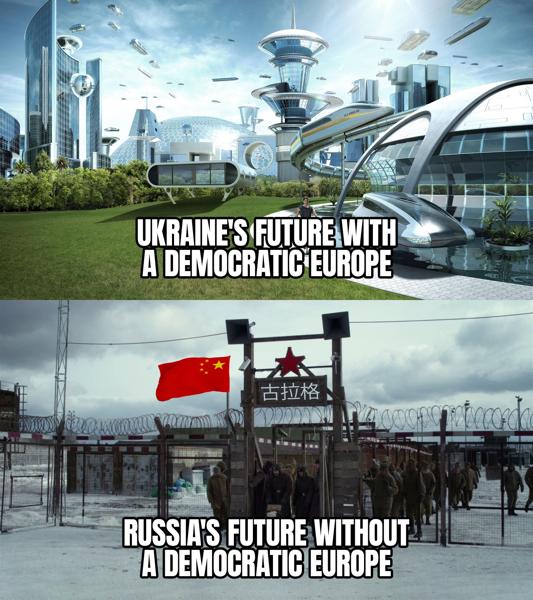 UKRAINE'S FUTURE WITH
A DEMOCRATIC EUROPE
古拉格
RUSSIA'S FUTURE WITHOUT
A DEMOCRATIC EUROPE